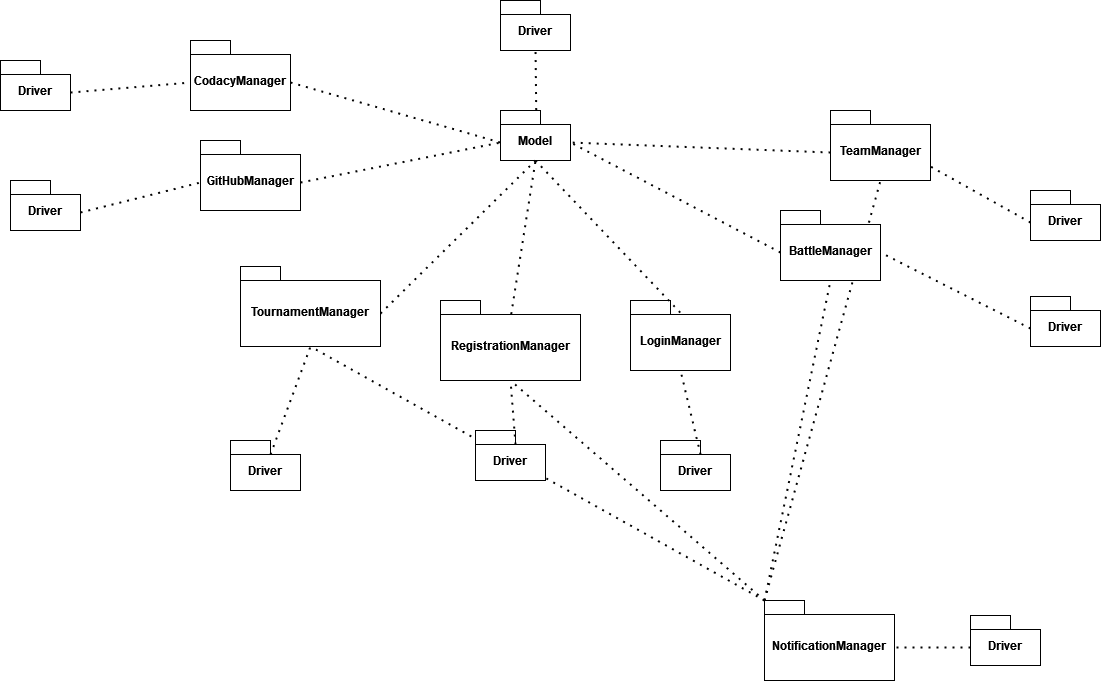 Driver
CodacyManager
Driver
Model
TeamManager
GitHubManager
Driver
Driver
BattleManager
TournamentManager
Driver
RegistrationManager
LoginManager
Driver
Driver
Driver
NotificationManager
Driver